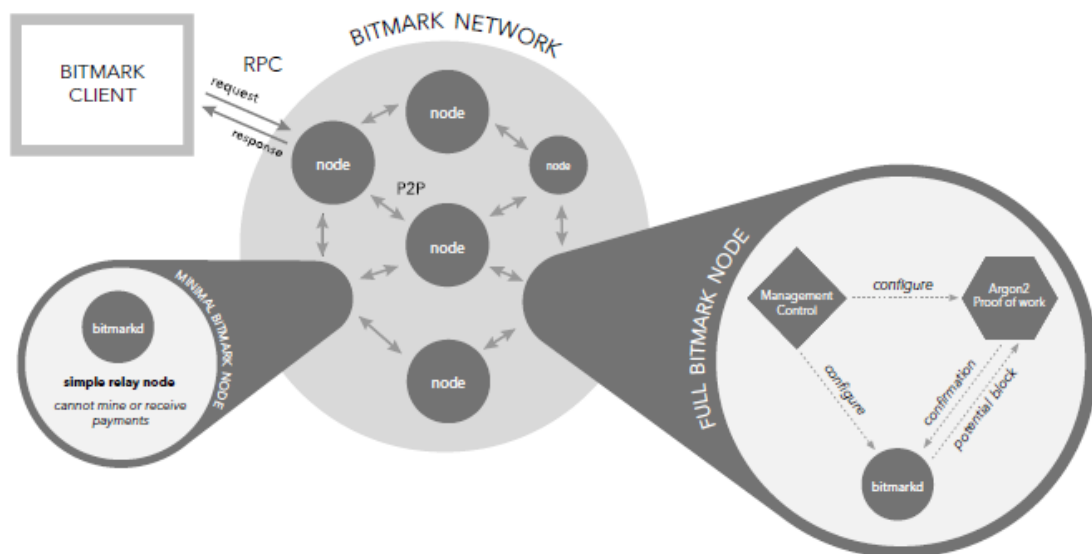 BITMARK
CLIENT
RPC
request
response
BITMARK NETWORK
node
node
node
P2P
node
node
MINIMAL BITMARK NODE
bitmarkd
simple relay node
cannot mine or receive
payments
FULL BITMARK NODE
Management
Control
configure
Argon2
Proof of work
configure
confirmation
potential block
bitmarkd